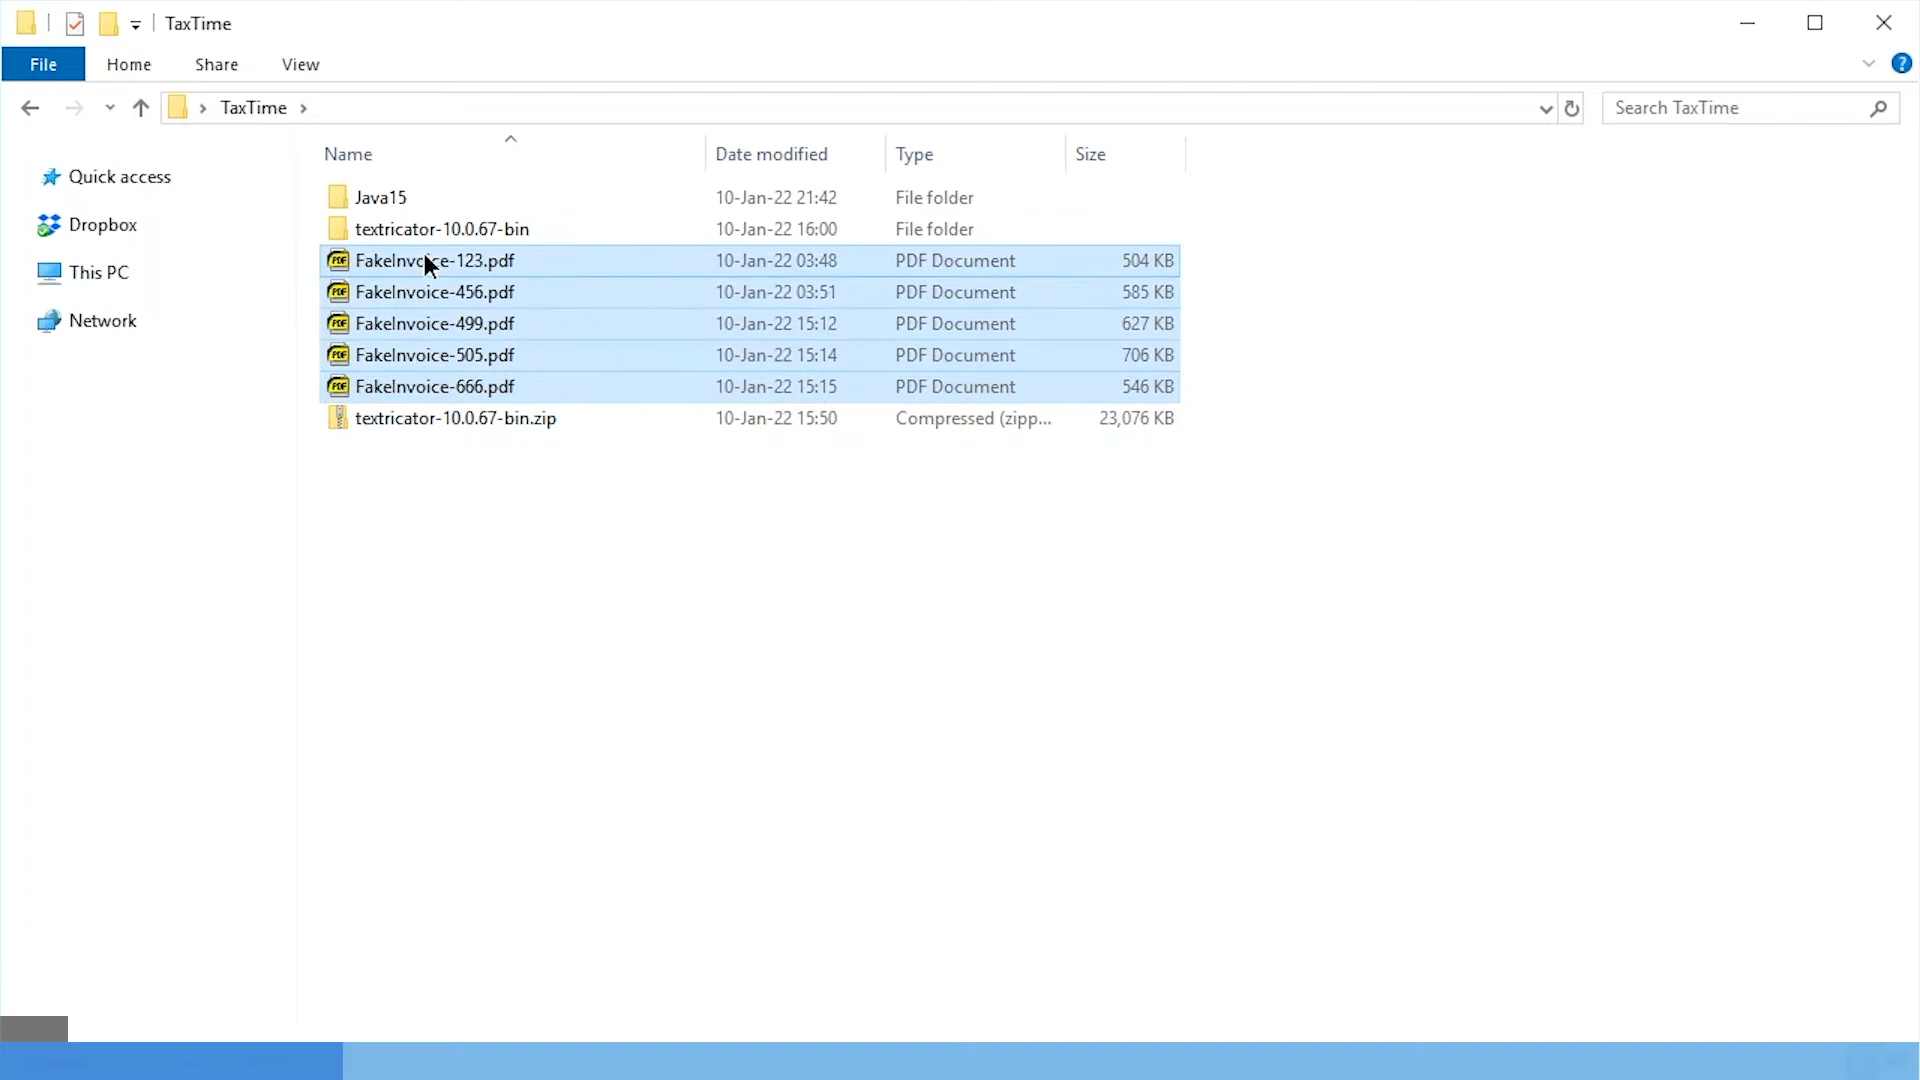 TaxTime
File Home Share View ?
TaxTime Search TaxTime
Name Date modified Type Size
Quick access
Dropbox
This PC
Network
Java15 10-Jan-22 21:42 File folder
textricator-10.0.67-bin 10-Jan-22 16:00 File folder
PDF FakeInvoice-123.pdf 10-Jan-22 03:48 PDF Document 504 KB
PDF FakeInvoice-456.pdf 10-Jan-22 03:51 PDF Document 585 KB
PDF FakeInvoice-499.pdf 10-Jan-22 15:12 PDF Document 627 KB
PDF FakeInvoice-505.pdf 10-Jan-22 15:14 PDF Document 706 KB
PDF FakeInvoice-666.pdf 10-Jan-22 15:15 PDF Document 546 KB
textricator-10.0.67-bin.zip 10-Jan-22 15:50 Compressed (zipp... 23,076 KB